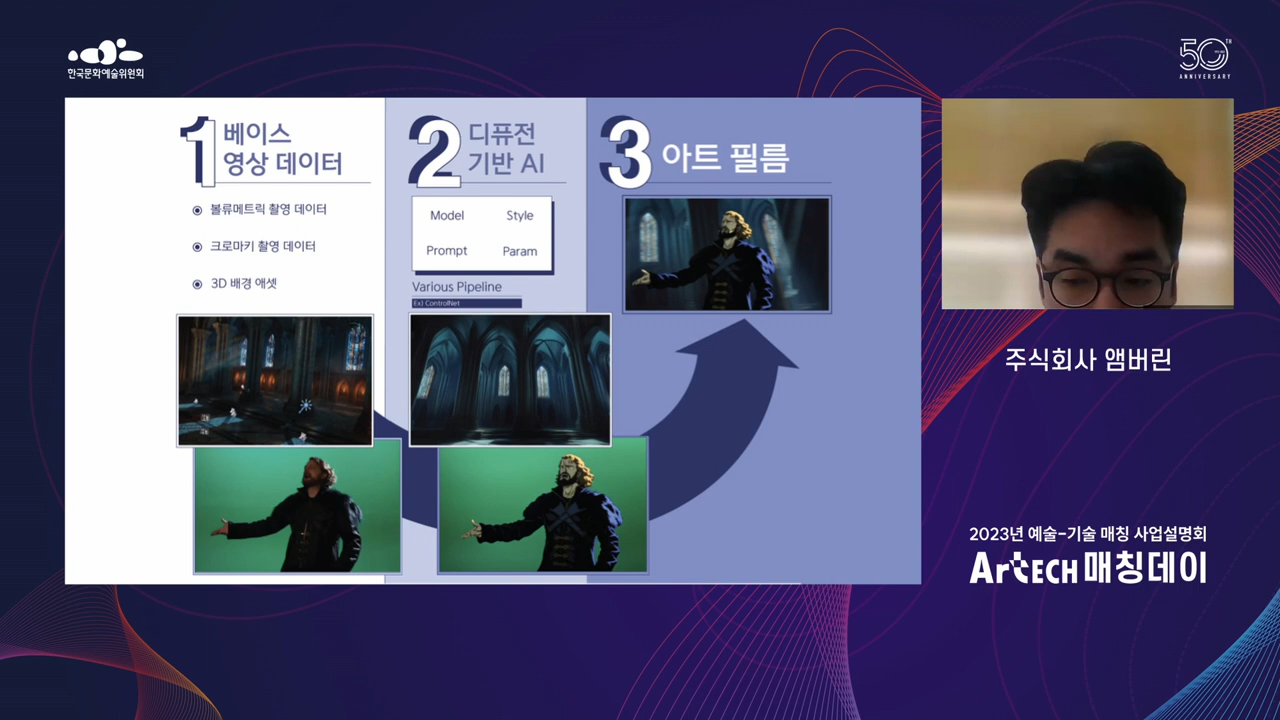 한국문화예술위원회
50TH
ANNIVERSARY
1 베이스
영상 데이터
볼류메트릭 촬영 데이터
크로마키 촬영 데이터
3D 배경 애셋
2 디퓨전
기반 AI
Model Style
Prompt Param
Various Pipeline
Ex) ControlNet
3 아트 필름
주식회사 앰버린
2023년 예술-기술 매칭 사업설명회
ArtECH 매칭데이